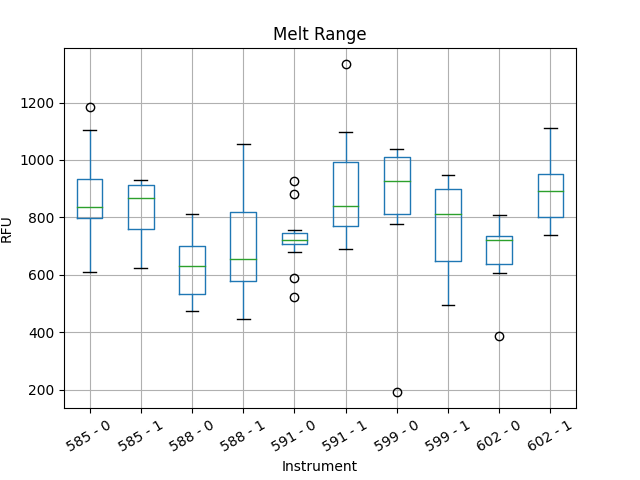 Melt Range
RFU
1200
1000
800
600
400
200
585 - 0
585 - 1
588 - 0
588 - 1
591 - 0
591 - 1
599 - 0
599 - 1
602 - 0
602 - 1
Instrument